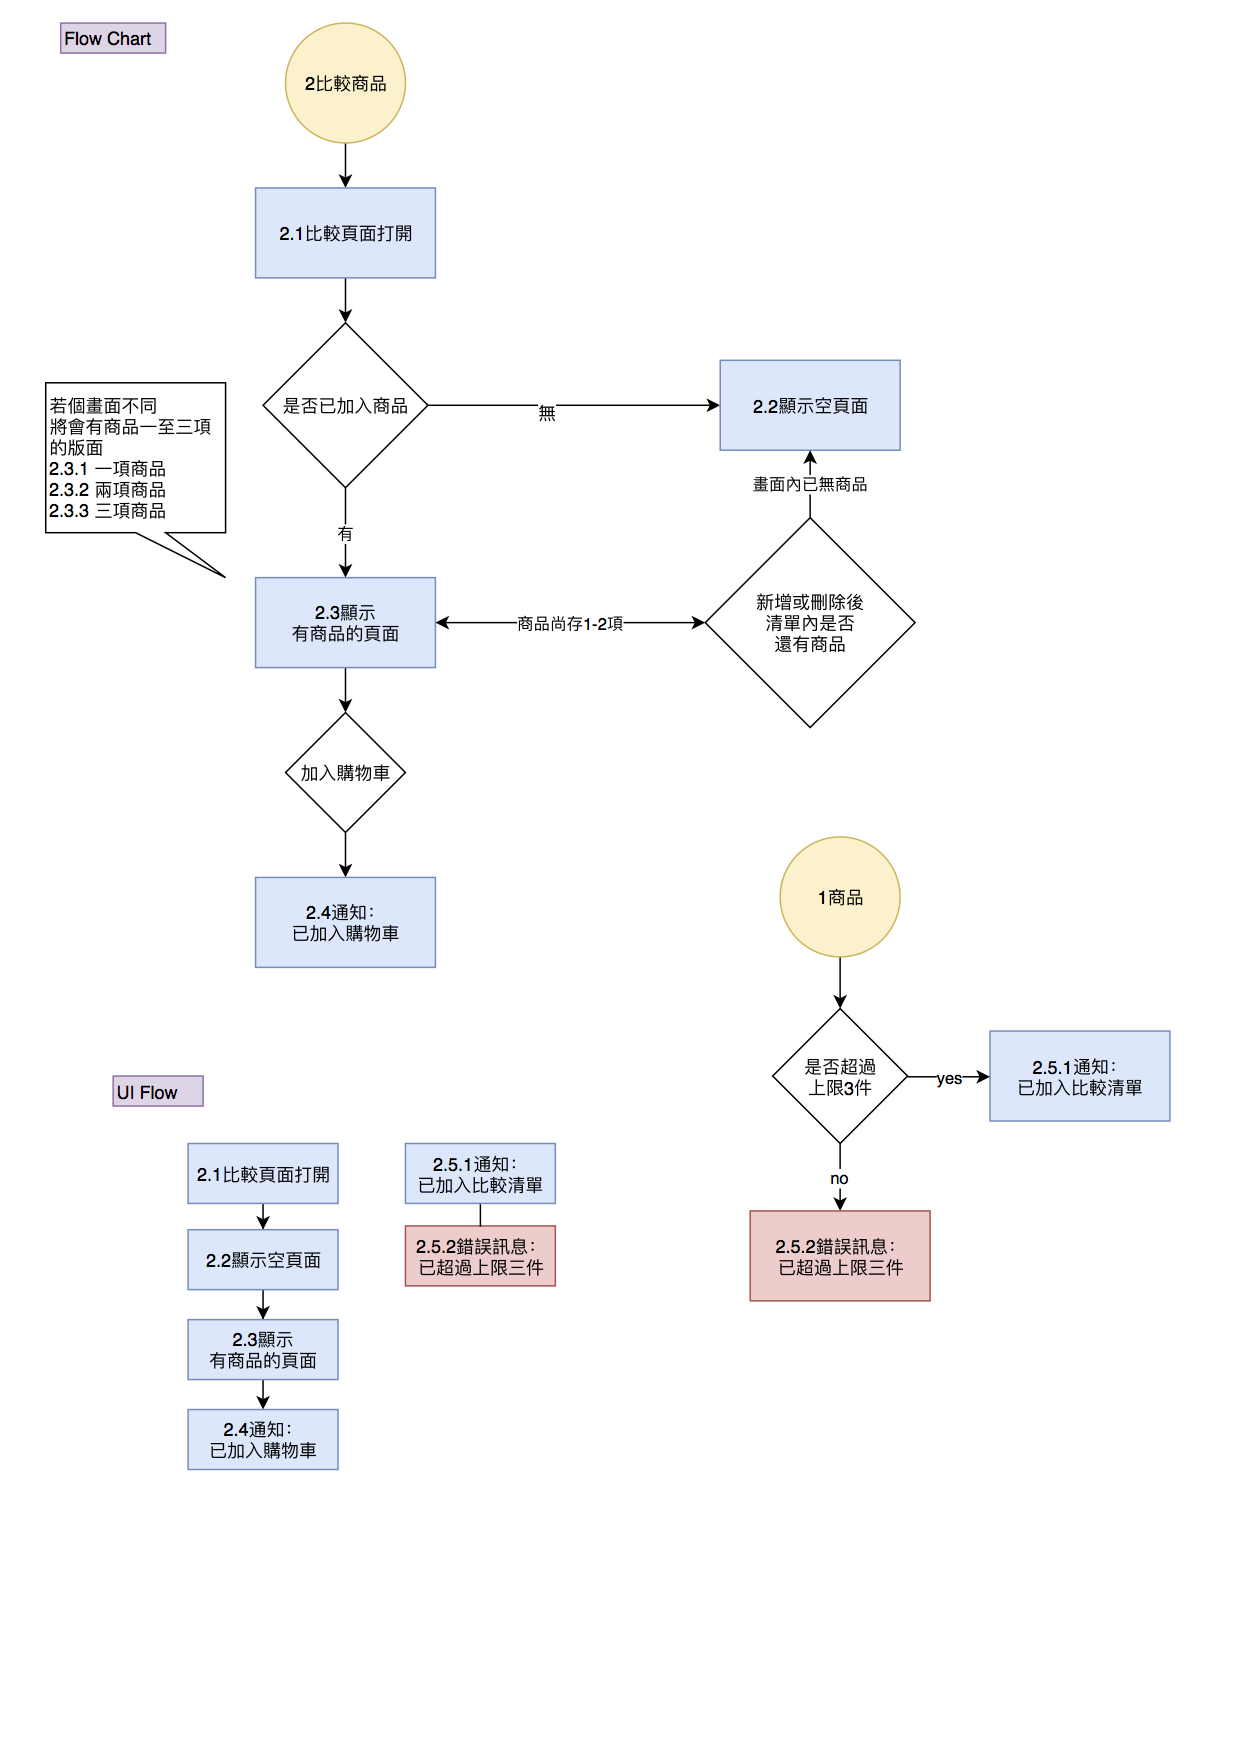 Flow Chart
2比較商品
2.1比較頁面打開
是否已加入商品
無
2.2顯示空頁面
若個畫面不同
將會有商品一至三項
的版面
2.3.1 一項商品
2.3.2 兩項商品
2.3.3 三項商品
畫面內已無商品
有
2.3顯示
有商品的頁面
商品尚存1-2項
新增或刪除後
清單內是否
還有商品
加入購物車
2.4通知：
已加入購物車
1商品
是否超過
上限3件
yes
2.5.1通知：
已加入比較清單
no
2.5.2錯誤訊息：
已超過上限三件
UI Flow
2.1比較頁面打開
2.2顯示空頁面
2.3顯示
有商品的頁面
2.4通知：
已加入購物車
2.5.1通知：
已加入比較清單
2.5.2錯誤訊息：
已超過上限三件